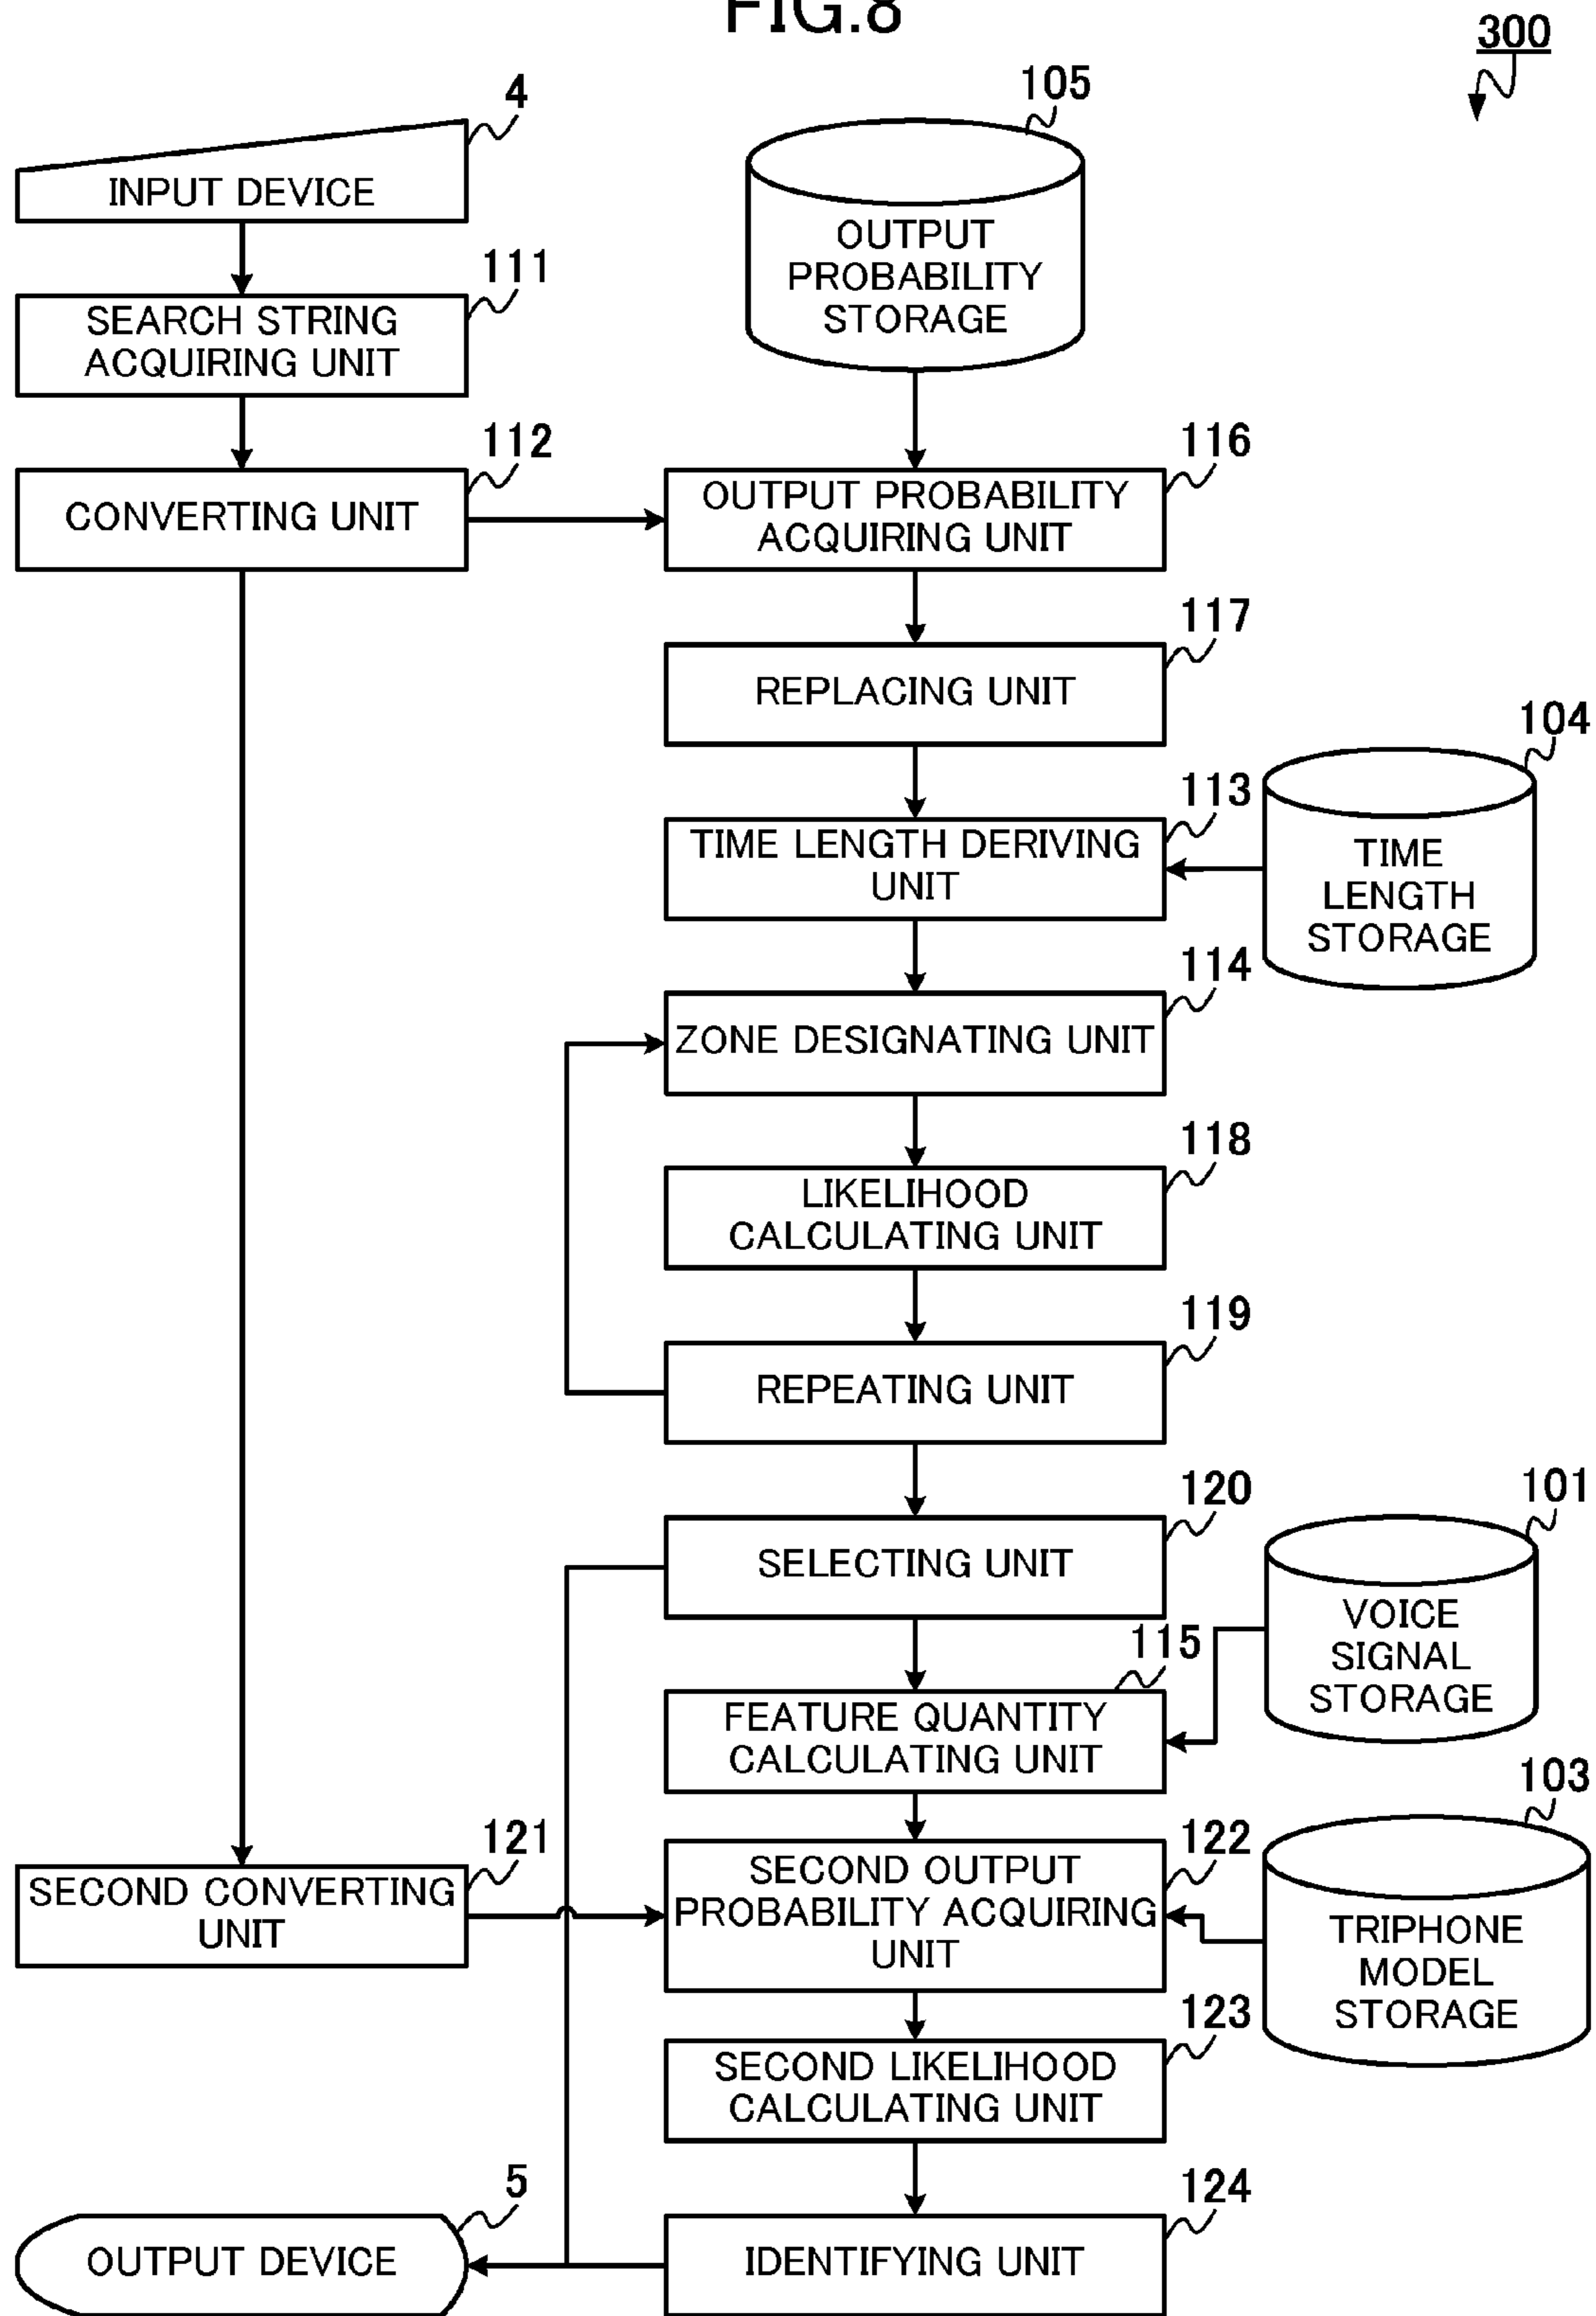 FIG.8
300
4
INPUT DEVICE
105
OUTPUT
PROBABILITY
STORAGE
111
SEARCH STRING
ACQUIRING UNIT
112
CONVERTING UNIT
116
OUTPUT PROBABILITY
ACQUIRING UNIT
117
REPLACING UNIT
104
TIME
LENGTH
STORAGE
113
TIME LENGTH DERIVING
UNIT
114
ZONE DESIGNATING UNIT
118
LIKELIHOOD
CALCULATING UNIT
119
REPEATING UNIT
120
SELECTING UNIT
101
VOICE
SIGNAL
STORAGE
115
FEATURE QUANTITY
CALCULATING UNIT
103
TRIPHONE
MODEL
STORAGE
121
SECOND CONVERTING
UNIT
122
SECOND OUTPUT
PROBABILITY ACQUIRING
UNIT
123
SECOND LIKELIHOOD
CALCULATING UNIT
5
OUTPUT DEVICE
124
IDENTIFYING UNIT